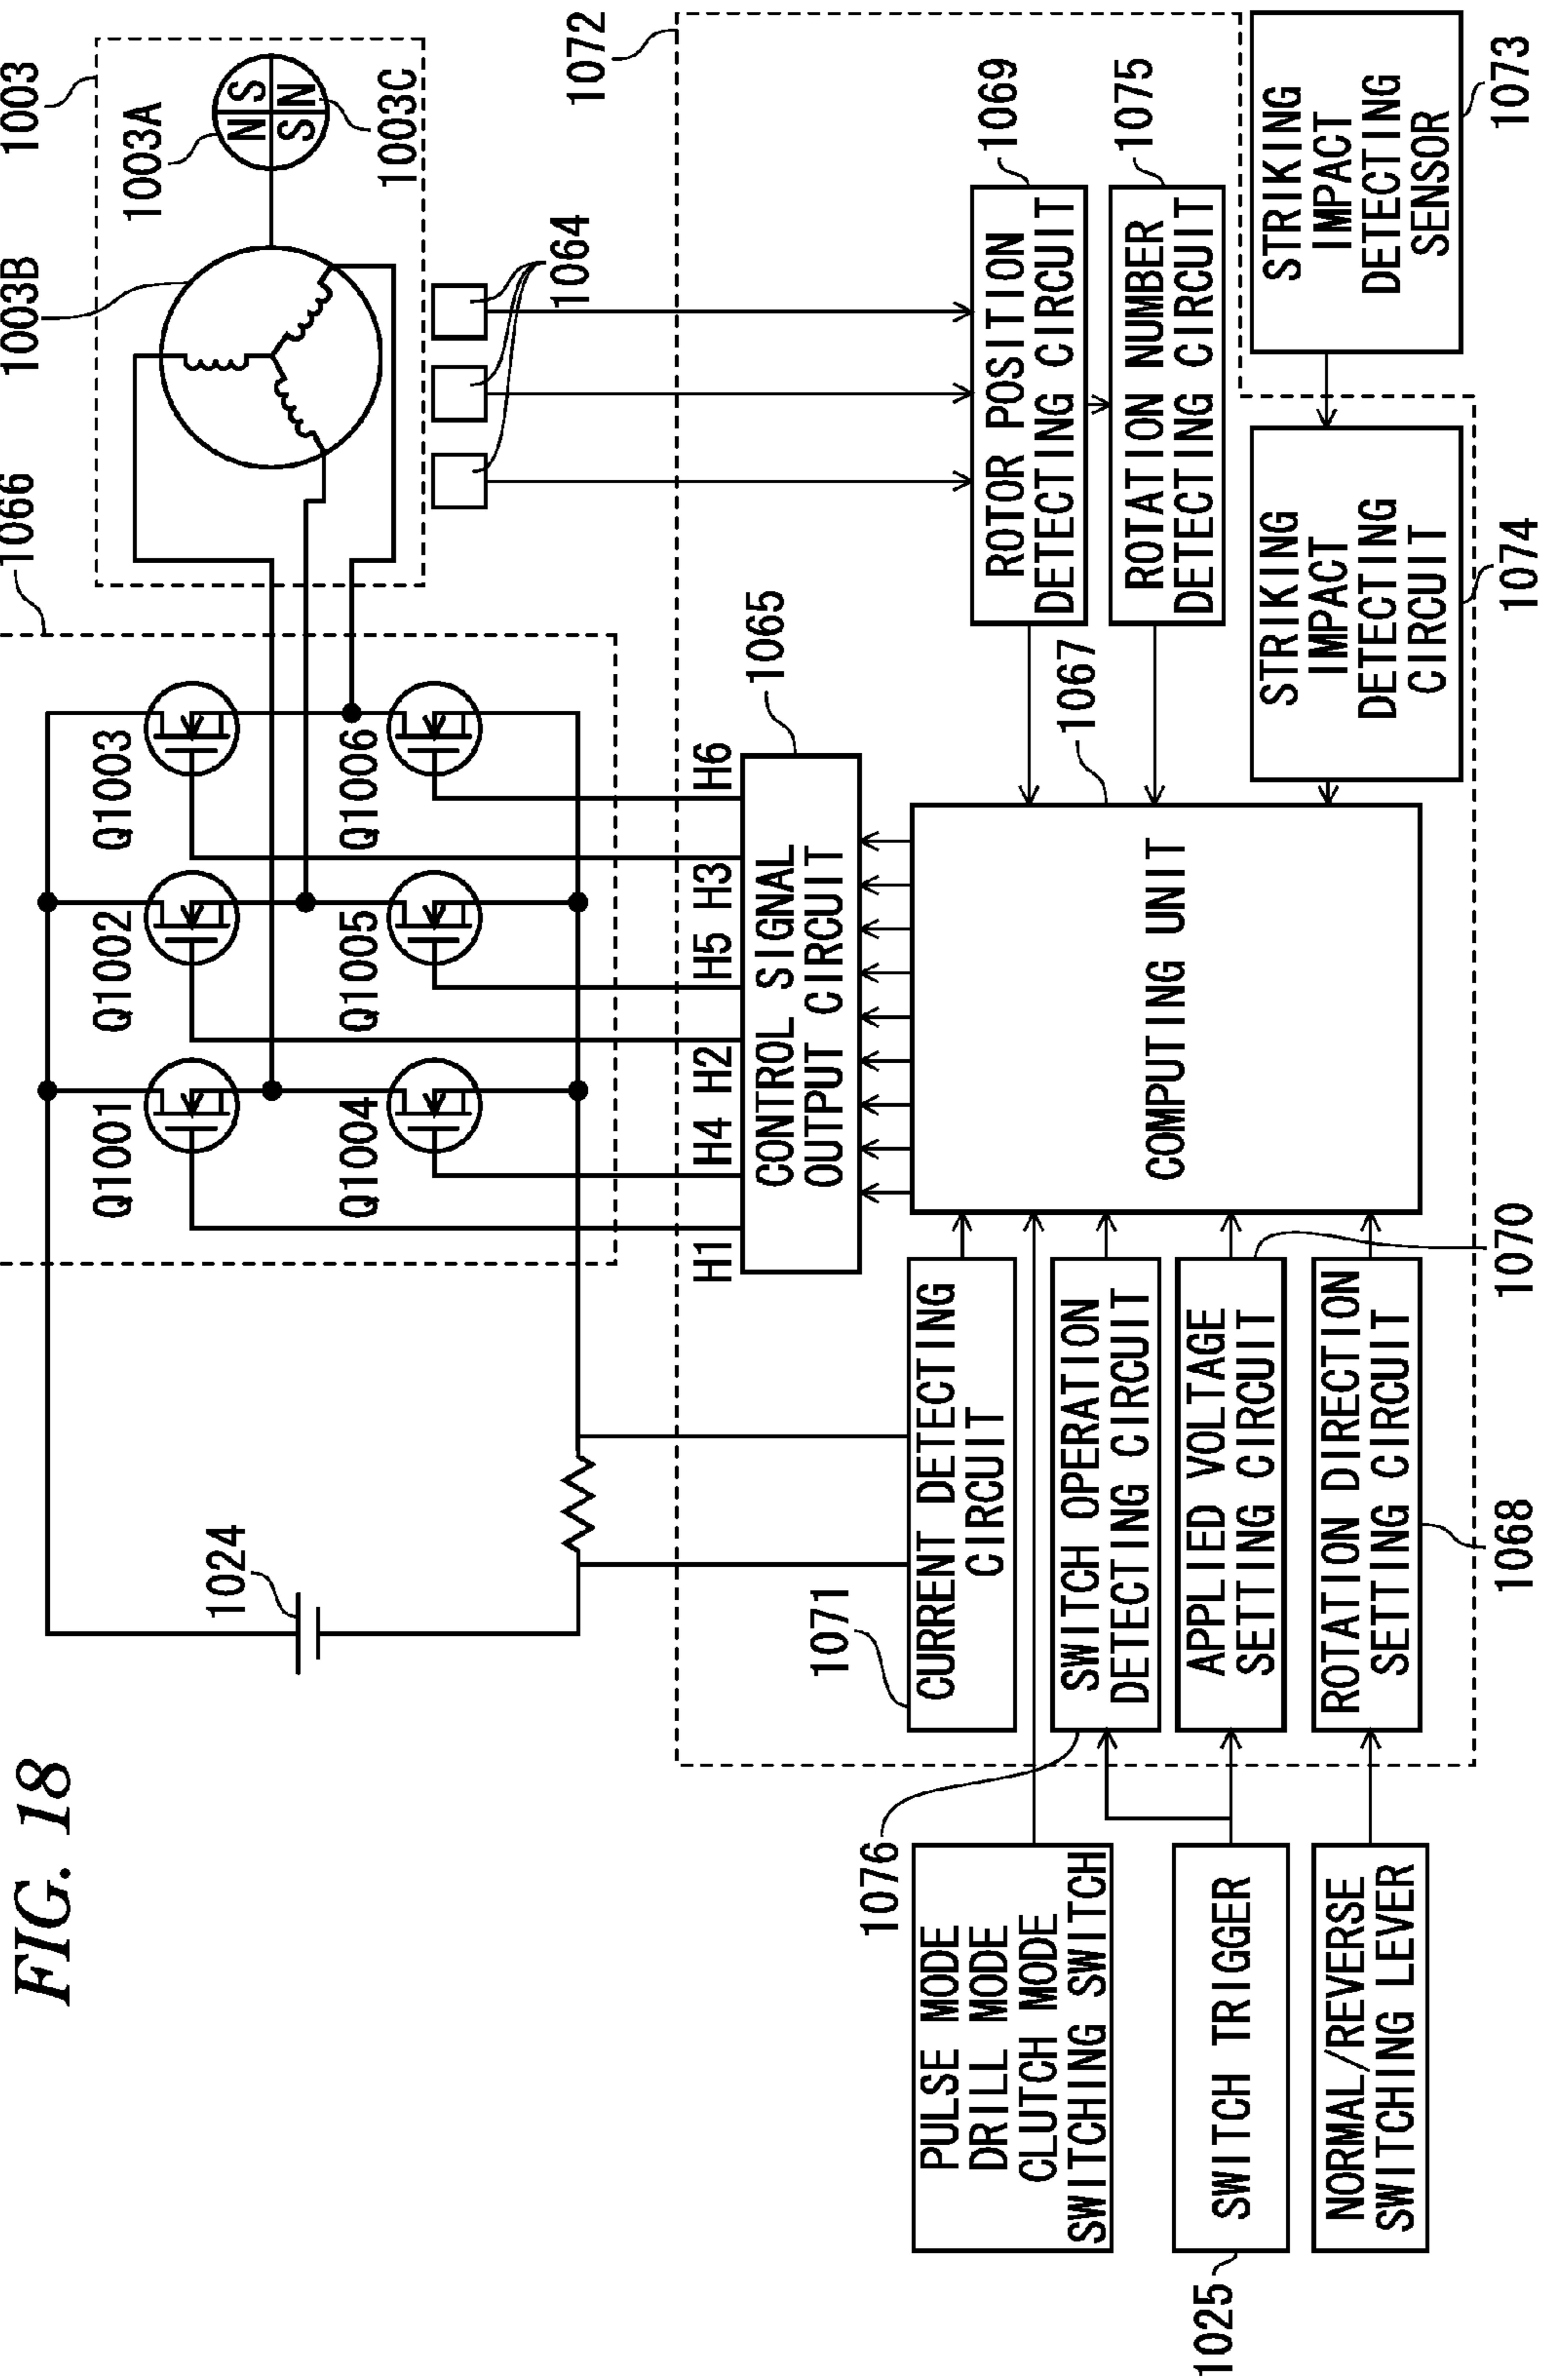 FIG. 18
1024
1066
1003B
1003
1003A
N
S
S
N
1003C
Q1001
Q1002
Q1003
Q1004
Q1005
Q1006
1064
1072
H1
H4
H2
H5
H3
H6
1065
CONTROL SIGNAL
OUTPUT CIRCUIT
1071
CURRENT DETECTING
CIRCUIT
1067
COMPUTING UNIT
1069
ROTOR POSITION
DETECTING CIRCUIT
1075
ROTATION NUMBER
DETECTING CIRCUIT
1076
PULSE MODE
DRILL MODE
CLUTCH MODE
SWITCHING SWITCH
SWITCH OPERATION
DETECTING CIRCUIT
1025
SWITCH TRIGGER
APPLIED VOLTAGE
SETTING CIRCUIT
NORMAL/REVERSE
SWITCHING LEVER
ROTATION DIRECTION
SETTING CIRCUIT
STRIKING
IMPACT
DETECTING
CIRCUIT
STRIKING
IMPACT
DETECTING
SENSOR
1068
1070
1074
1073